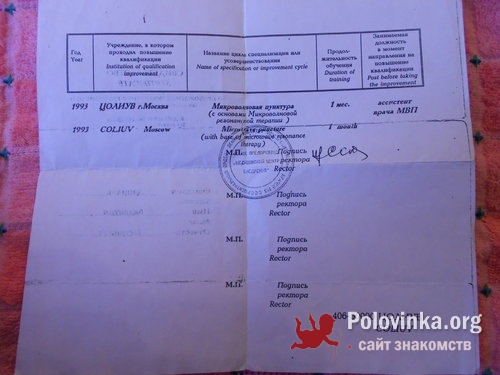 Год
Year
Учреждение, в котором
проходил повышение
квалификации
Institution of qualification
improvement
Название цикла специализации или
усовершенствования
Name of specification or improvement cycle
Продол-
жительность
обучения
Duration of
training
Занимаемая
должность
в момент
направления на
повышение
квалификации
Post before taking
the improvement
1993 ЦОЛИУВ г.Москва Микроволновая пунктура 1 мес. ассистент
(с основами Микроволновой врача МВП
резонансной терапии)
1993 COLIUV Moscow Microwave puncture 1 month
(with base of microwave resonance
therapy)
М.П. Подпись
ректора
Rector
М.П. Подпись
ректора
Rector
М.П. Подпись
ректора
Rector
М.П. Подпись
ректора
Rector
COLIUV
Polovinka.org
сайт знакомств